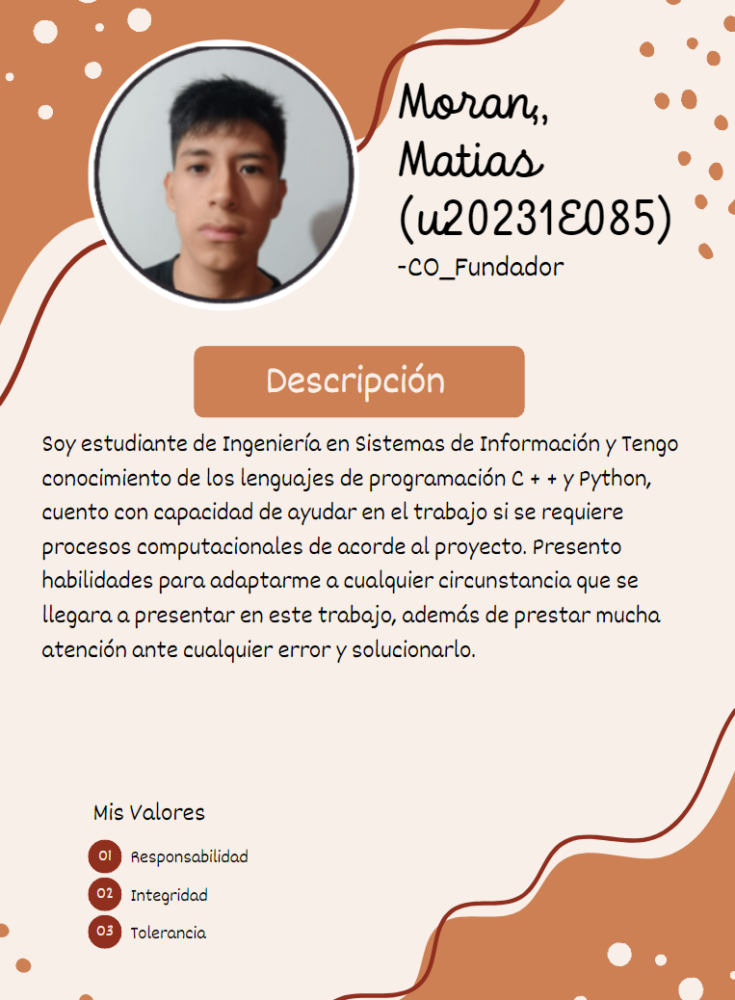 Moran,,
Matias
(u20231E085)
-CO_Fundador
Descripción
Soy estudiante de Ingeniería en Sistemas de Información y Tengo
conocimiento de los lenguajes de programación C + + y Python,
cuento con capacidad de ayudar en el trabajo si se requiere
procesos computacionales de acorde al proyecto. Presento
habilidades para adaptarme a cualquier circunstancia que se
llegara a presentar en este trabajo, además de prestar mucha
atención ante cualquier error y solucionarlo.
Mis Valores
01 Responsabilidad
02 Integridad
03 Tolerancia